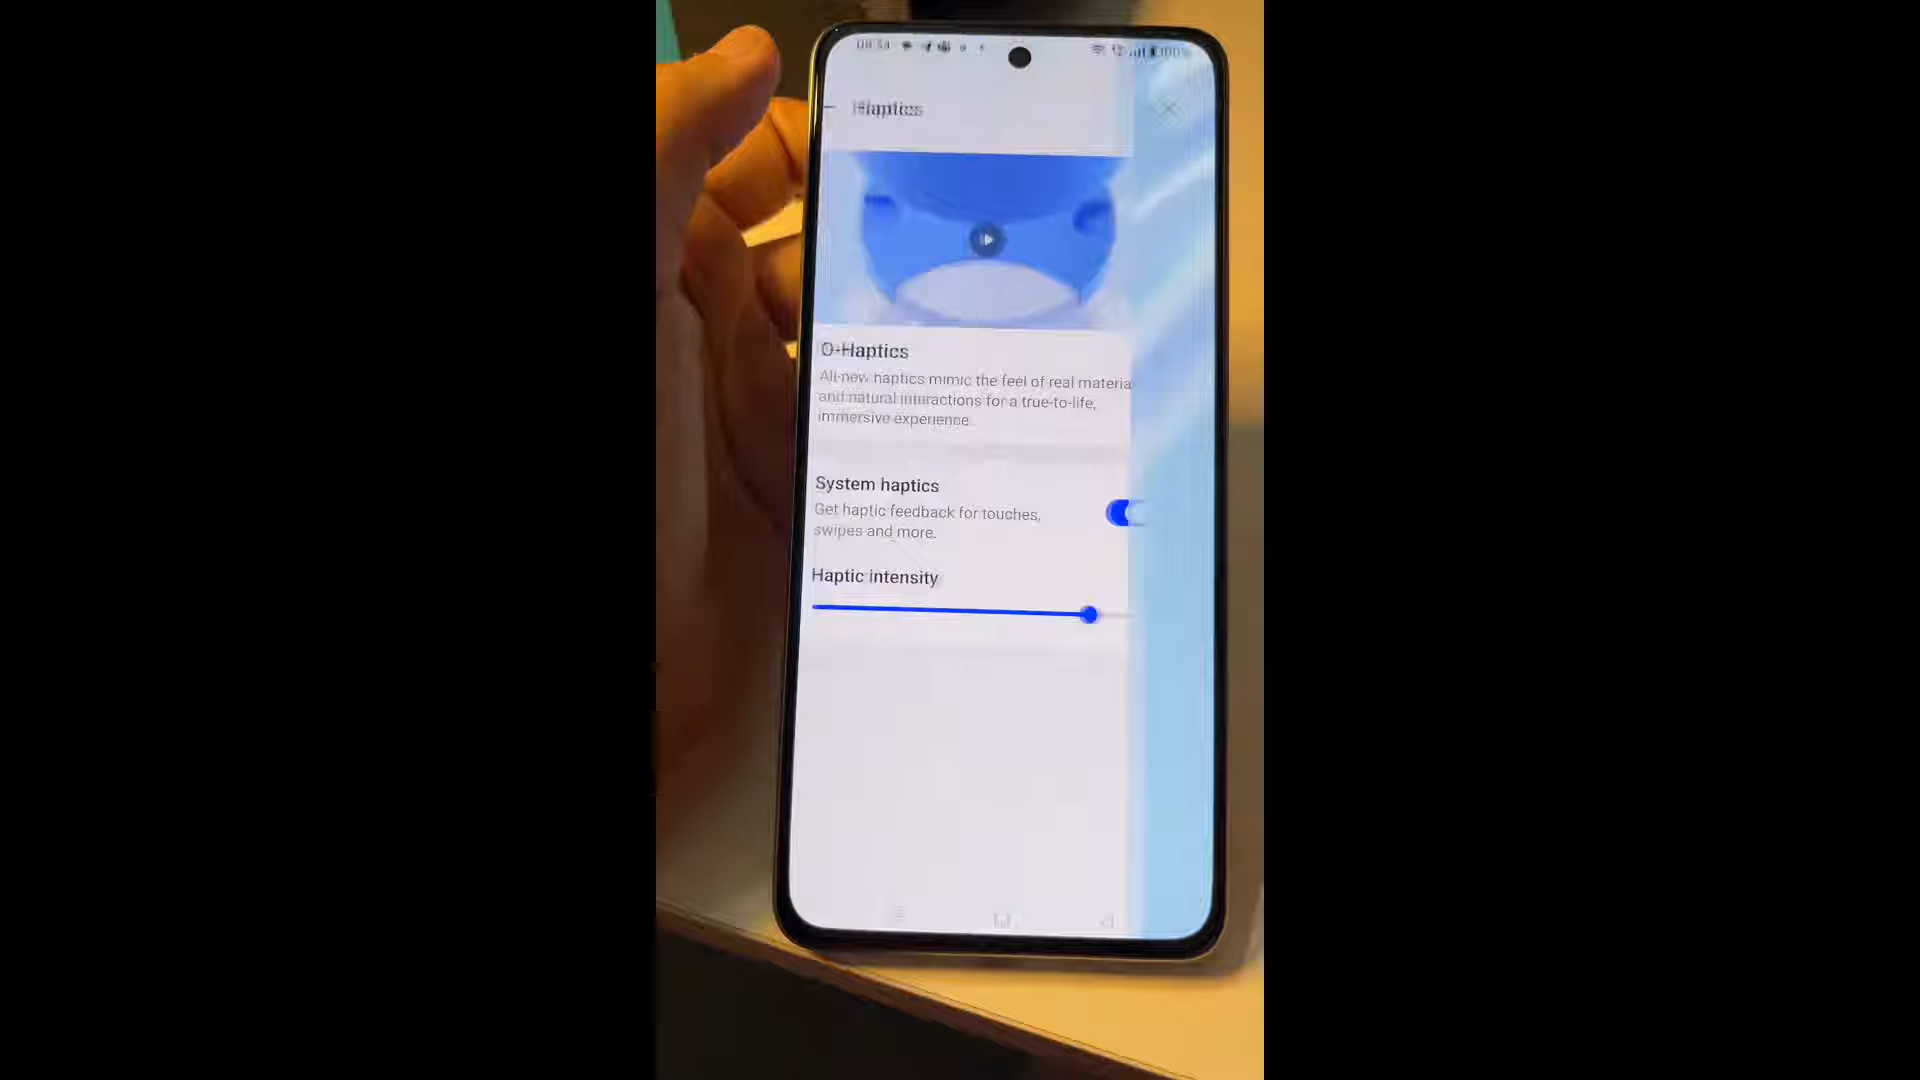 Haptics
O-Haptics
All-new haptics mimic the feel of real materia
and natural interactions for a true-to-life,
immersive experience.
System haptics
Get haptic feedback for touches,
swipes and more.
Haptic intensity